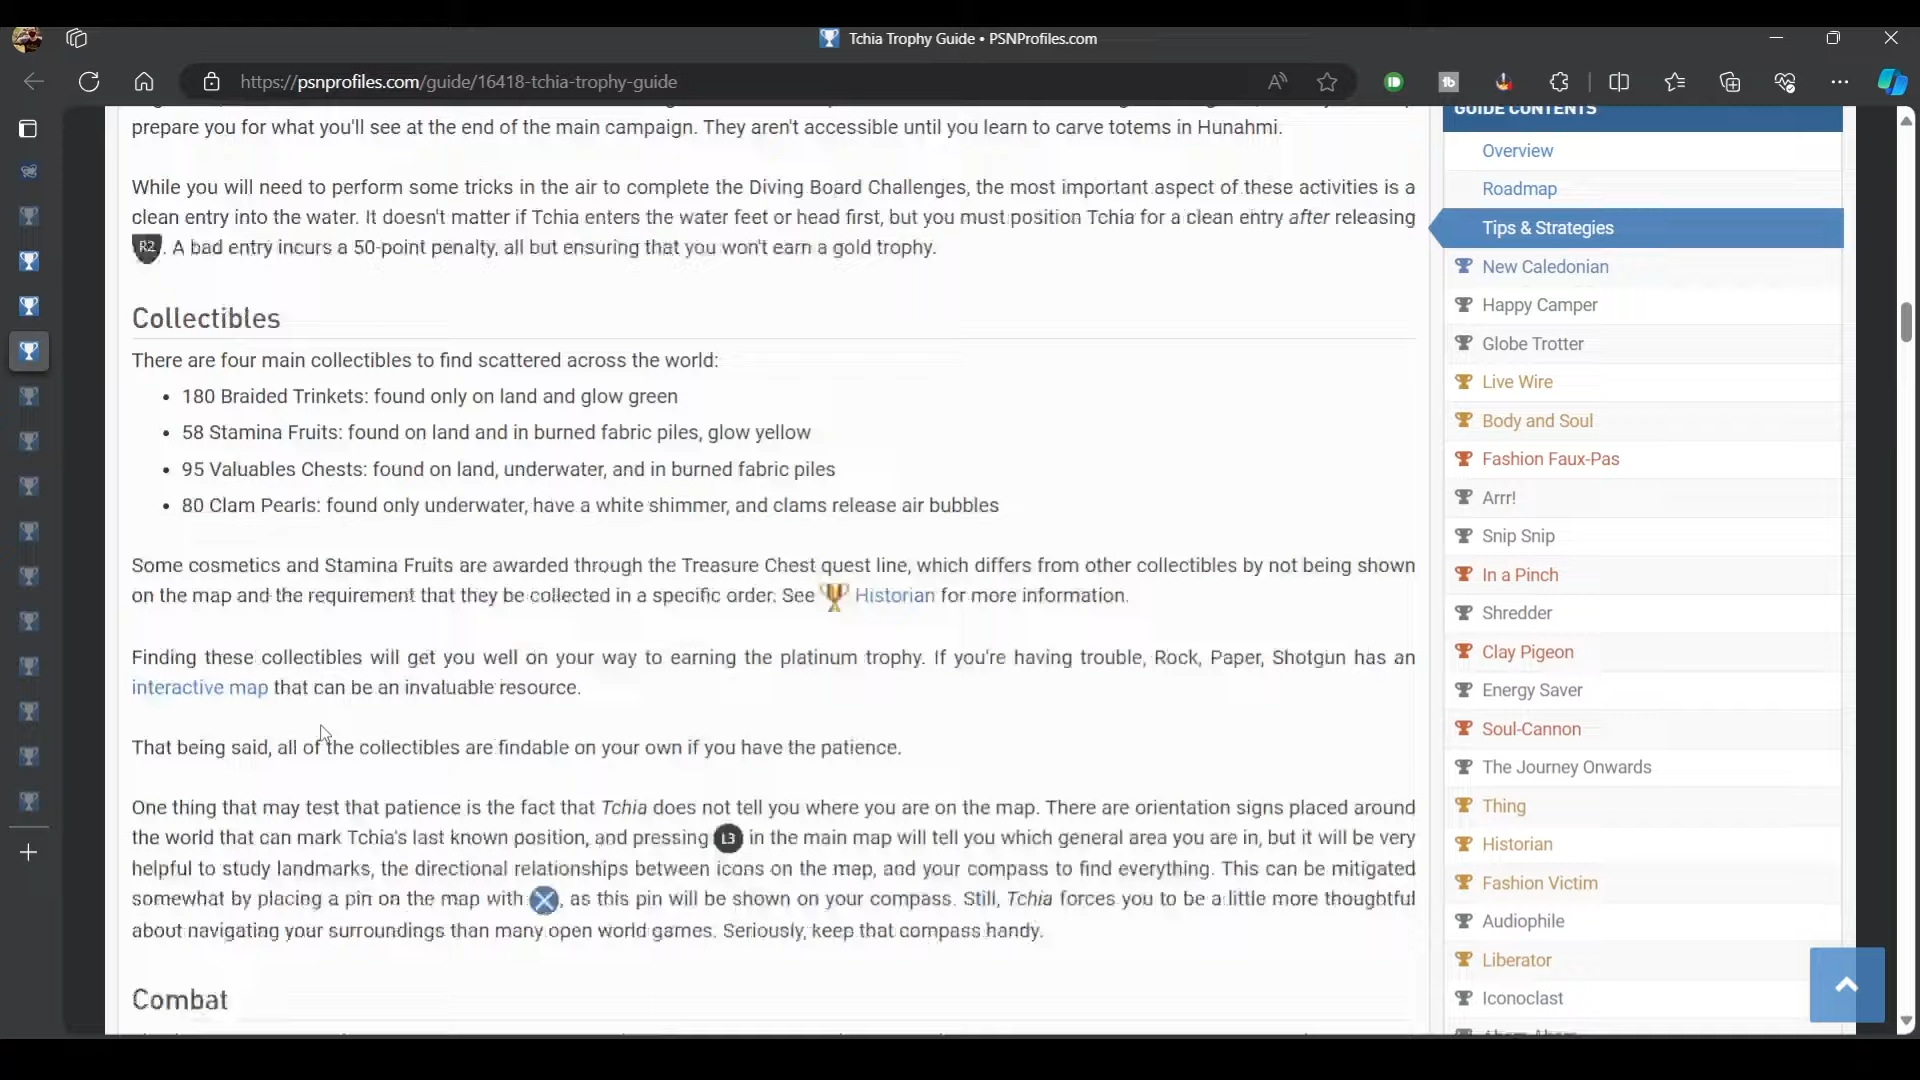 Tchia Trophy Guide • PSNProfiles.com
https://psnprofiles.com/guide/16418-tchia-trophy-guide
prepare you for what you'll see at the end of the main campaign. They aren't accessible until you learn to carve totems in Hunahmi.
While you will need to perform some tricks in the air to complete the Diving Board Challenges, the most important aspect of these activities is a
clean entry into the water. It doesn't matter if Tchia enters the water feet or head first, but you must position Tchia for a clean entry after releasing
R2 . A bad entry incurs a 50-point penalty, all but ensuring that you won't earn a gold trophy.
Collectibles
There are four main collectibles to find scattered across the world:
• 180 Braided Trinkets: found only on land and glow green
• 58 Stamina Fruits: found on land and in burned fabric piles, glow yellow
• 95 Valuables Chests: found on land, underwater, and in burned fabric piles
• 80 Clam Pearls: found only underwater, have a white shimmer, and clams release air bubbles
Some cosmetics and Stamina Fruits are awarded through the Treasure Chest quest line, which differs from other collectibles by not being shown
on the map and the requirement that they be collected in a specific order. See Historian for more information.
Finding these collectibles will get you well on your way to earning the platinum trophy. If you're having trouble, Rock, Paper, Shotgun has an
interactive map that can be an invaluable resource.
That being said, all of the collectibles are findable on your own if you have the patience.
One thing that may test that patience is the fact that Tchia does not tell you where you are on the map. There are orientation signs placed around
the world that can mark Tchia's last known position, and pressing L3 in the main map will tell you which general area you are in, but it will be very
helpful to study landmarks, the directional relationships between icons on the map, and your compass to find everything. This can be mitigated
somewhat by placing a pin on the map with , as this pin will be shown on your compass. Still, Tchia forces you to be a little more thoughtful
about navigating your surroundings than many open world games. Seriously, keep that compass handy.
Combat
GUIDE CONTENTS
Overview
Roadmap
Tips & Strategies
New Caledonian
Happy Camper
Globe Trotter
Live Wire
Body and Soul
Fashion Faux-Pas
Arrr!
Snip Snip
In a Pinch
Shredder
Clay Pigeon
Energy Saver
Soul-Cannon
The Journey Onwards
Thing
Historian
Fashion Victim
Audiophile
Liberator
Iconoclast